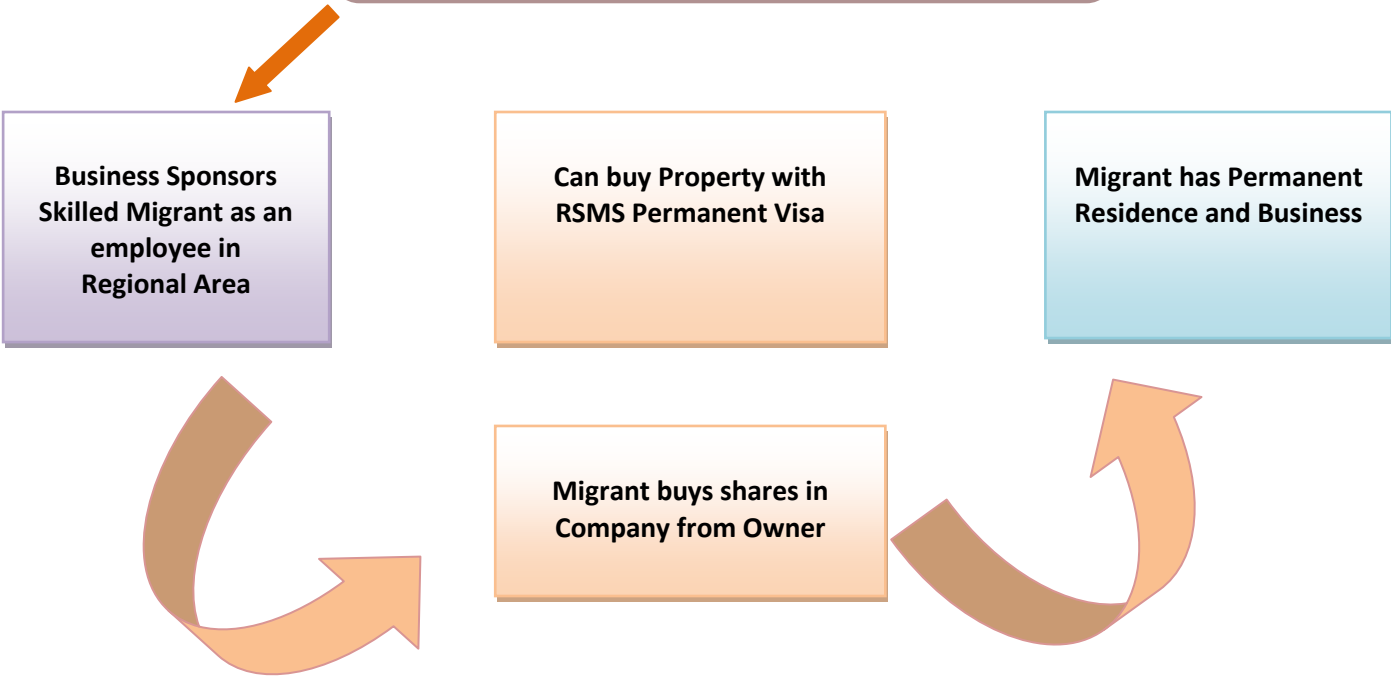 Business Sponsors
Skilled Migrant as an
employee in
Regional Area
Can buy Property with
RSMS Permanent Visa
Migrant has Permanent
Residence and Business
Migrant buys shares in
Company from Owner